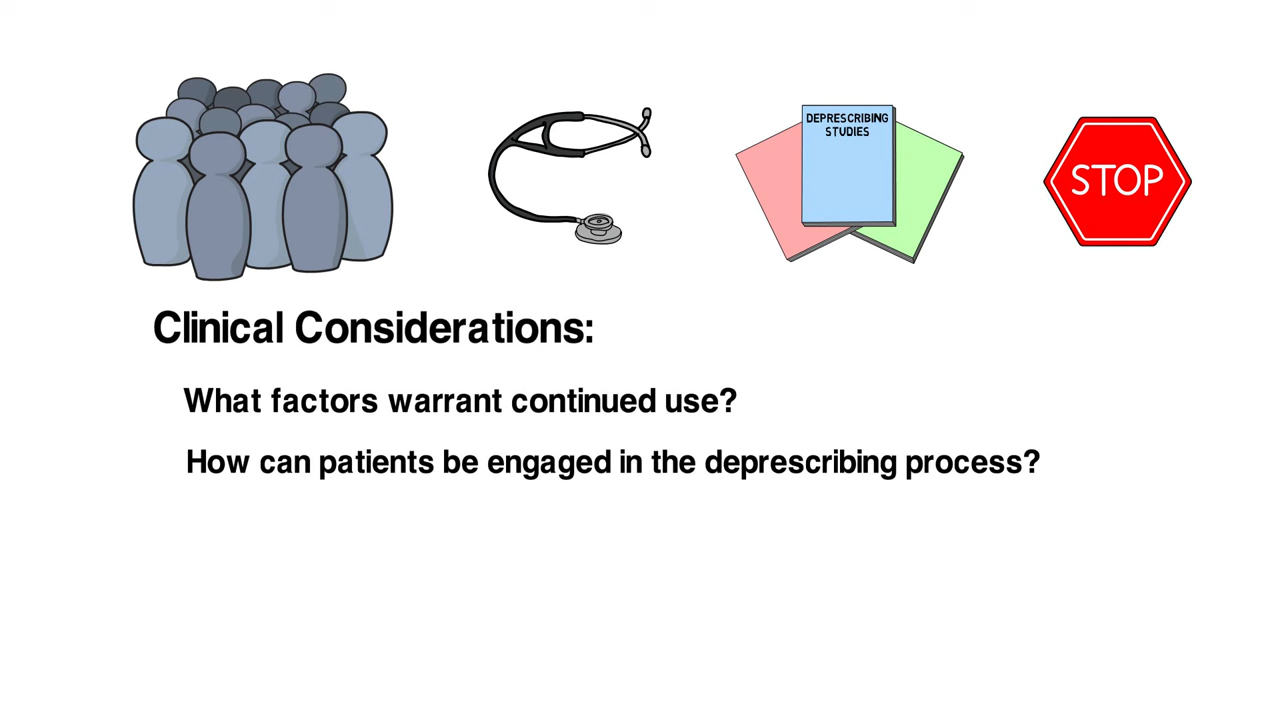 DEPRESCRIBING
STUDIES
STOP
Clinical Considerations:
What factors warrant continued use?
How can patients be engaged in the deprescribing process?